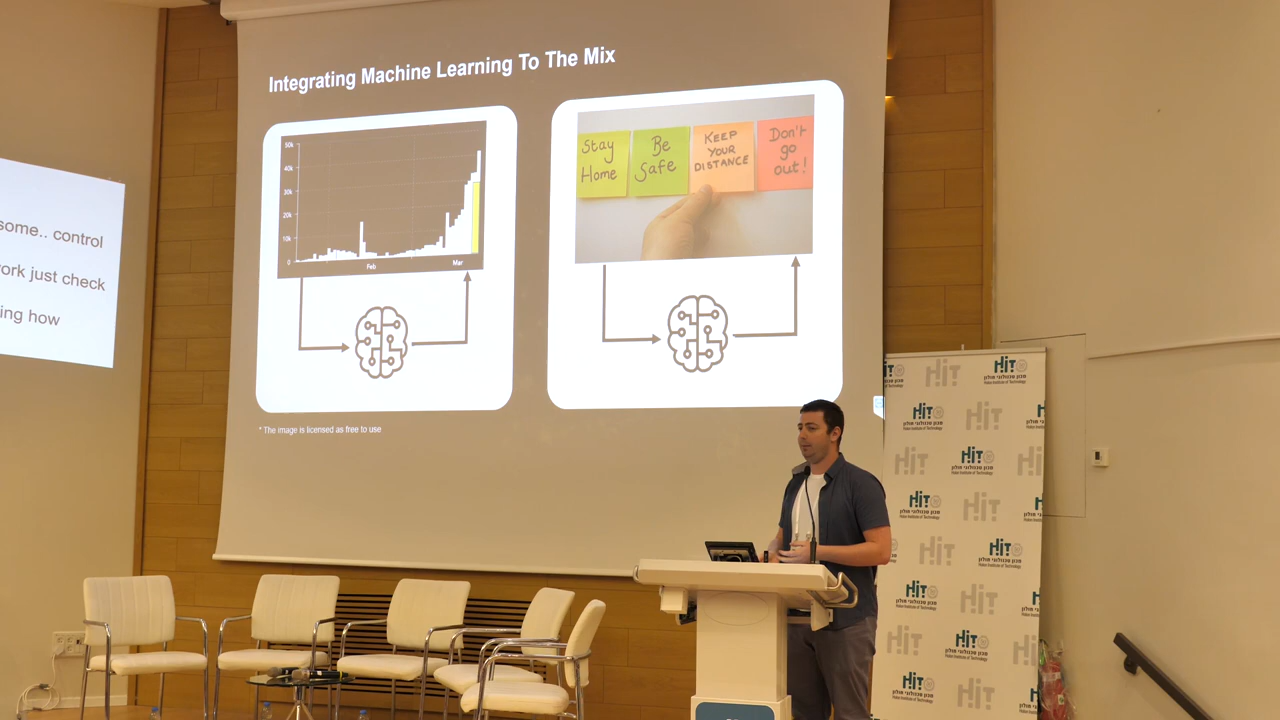 Integrating Machine Learning To The Mix
50k
40k
30k
20k
10k
0
Feb
Mar
Stay
Home
Be
Safe
KEEP
YOUR
DISTANCE
Don't
go
out!
* The image is licensed as free to use
some.. control
ork just check
ing how
HiT
מכון טכנולוגי חולון
Holon Institute of Technology